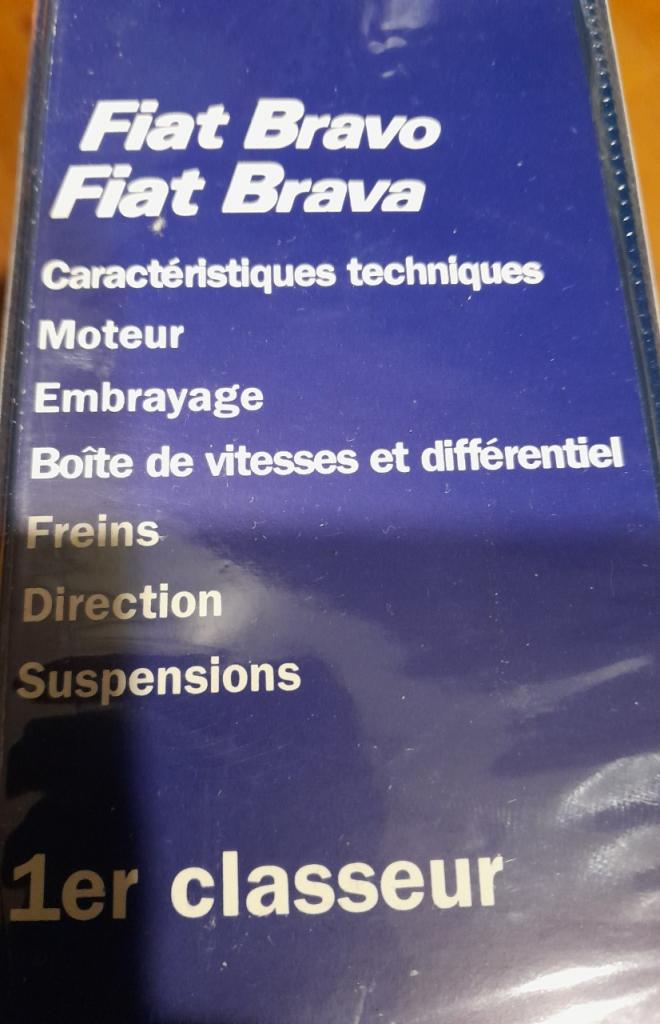 Fiat Bravo
Fiat Brava
Caractéristiques techniques
Moteur
Embrayage
Boîte de vitesses et différentiel
Freins
Direction
Suspensions
1er classeur